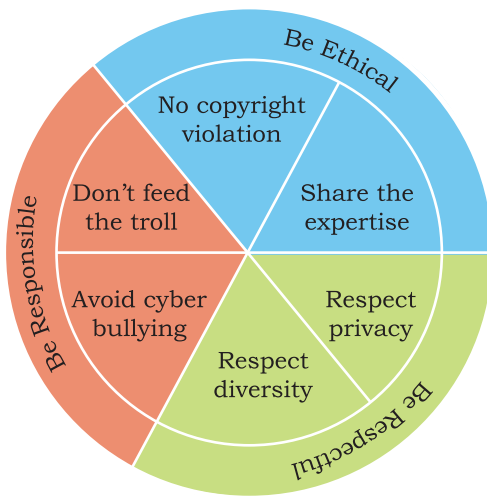 Be Ethical
No copyright
violation
Share the
expertise
Don’t feed
the troll
Avoid cyber
bullying
Be Responsible
Respect
privacy
Respect
diversity
Be Respectful